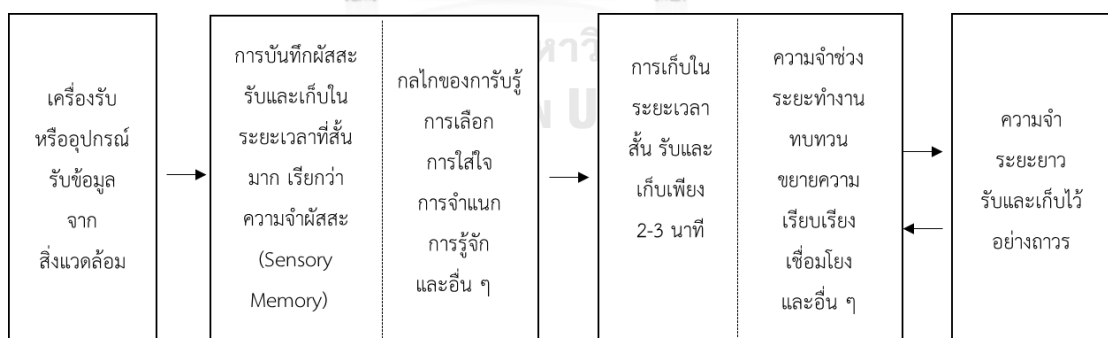 เครื่องรับ
หรืออุปกรณ์
รับข้อมูล
จาก
สิ่งแวดล้อม
การบันทึกผัสสะ
รับและเก็บใน
ระยะเวลาที่สั้น
มาก เรียกว่า
ความจำผัสสะ
(Sensory
Memory)
กลไกของการับรู้
การเลือก
การใส่ใจ
การจำแนก
การรู้จัก
และอื่น ๆ
การเก็บใน
ระยะเวลา
สั้น รับและ
เก็บเพียง
2-3 นาที
ความจำช่วง
ระยะทำงาน
ทบทวน
ขยายความ
เรียบเรียง
เชื่อมโยง
และอื่น ๆ
ความจำ
ระยะยาว
รับและเก็บไว้
อย่างถาวร